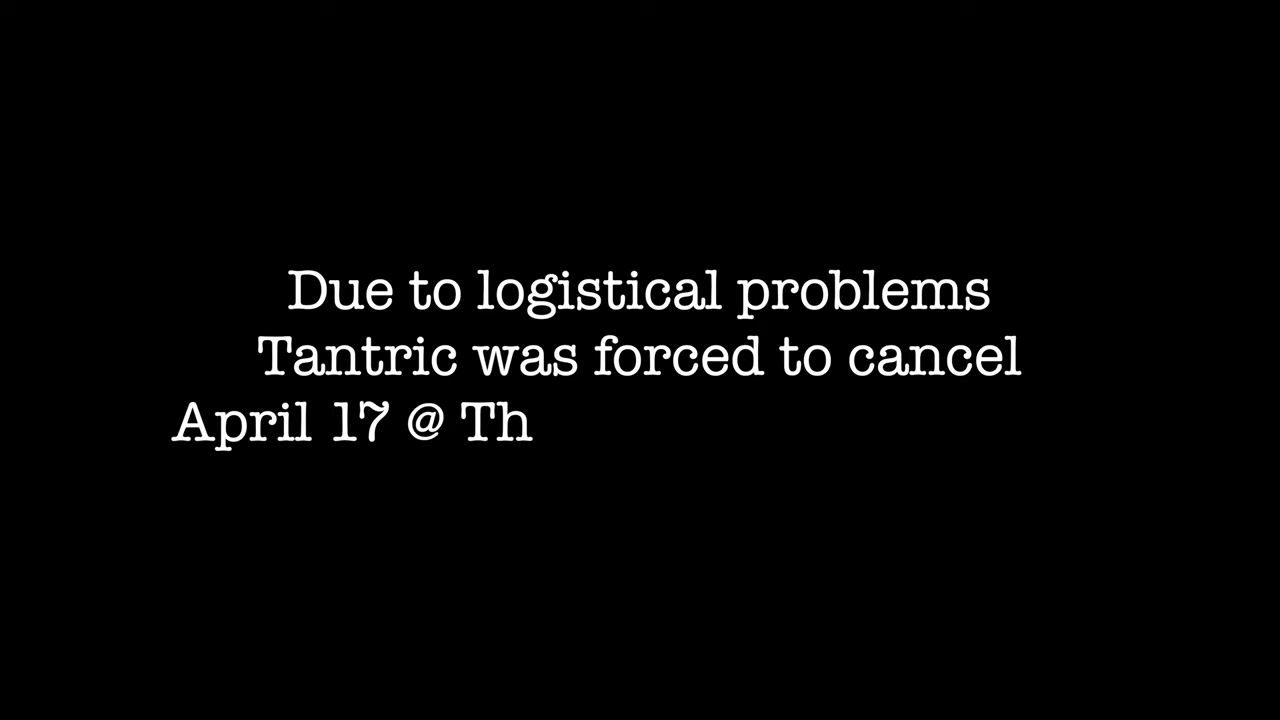 Due to logistical problems
Tantric was forced to cancel
April 17 @ Th